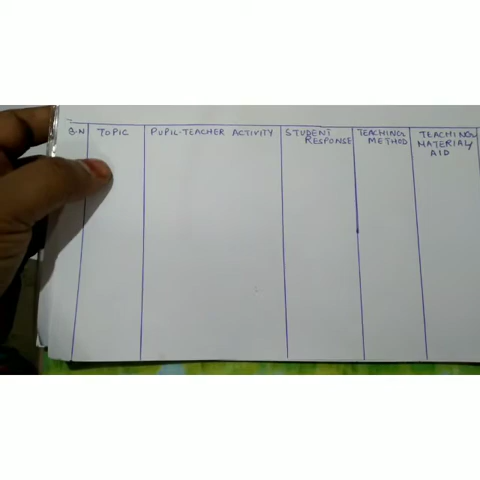 S.N TOPIC PUPIL-TEACHER ACTIVITY STUDENT RESPONSE TEACHING METHOD TEACHING MATERIAL/ AID